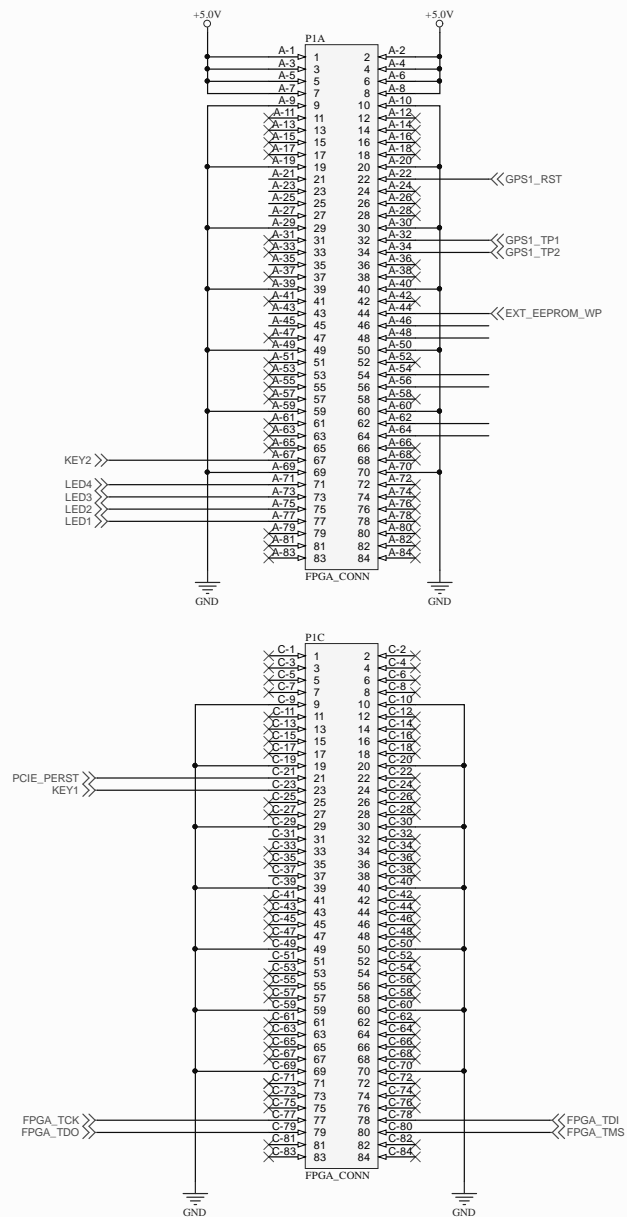 +5.0V +5.0V
P1A
A-1 1 2 A-2
A-3 3 4 A-4
A-5 5 6 A-6
A-7 7 8 A-8
A-9 9 10 A-10
A-11 11 12 A-12
A-13 13 14 A-14
A-15 15 16 A-16
A-17 17 18 A-18
A-19 19 20 A-20
A-21 21 22 A-22 GPS1_RST
A-23 23 24 A-24
A-25 25 26 A-26
A-27 27 28 A-28
A-29 29 30 A-30
A-31 31 32 A-32 GPS1_TP1
A-33 33 34 A-34 GPS1_TP2
A-35 35 36 A-36
A-37 37 38 A-38
A-39 39 40 A-40
A-41 41 42 A-42
A-43 43 44 A-44 EXT_EEPROM_WP
A-45 45 46 A-46
A-47 47 48 A-48
A-49 49 50 A-50
A-51 51 52 A-52
A-53 53 54 A-54
A-55 55 56 A-56
A-57 57 58 A-58
A-59 59 60 A-60
A-61 61 62 A-62
A-63 63 64 A-64
A-65 65 66 A-66
KEY2 A-67 67 68 A-68
A-69 69 70 A-70
LED4 A-71 71 72 A-72
LED3 A-73 73 74 A-74
LED2 A-75 75 76 A-76
LED1 A-77 77 78 A-78
A-79 79 80 A-80
A-81 81 82 A-82
A-83 83 84 A-84
FPGA_CONN
GND GND
P1C
C-1 1 2 C-2
C-3 3 4 C-4
C-5 5 6 C-6
C-7 7 8 C-8
C-9 9 10 C-10
C-11 11 12 C-12
C-13 13 14 C-14
C-15 15 16 C-16
C-17 17 18 C-18
C-19 19 20 C-20
PCIE_PERST C-21 21 22 C-22
KEY1 C-23 23 24 C-24
C-25 25 26 C-26
C-27 27 28 C-28
C-29 29 30 C-30
C-31 31 32 C-32
C-33 33 34 C-34
C-35 35 36 C-36
C-37 37 38 C-38
C-39 39 40 C-40
C-41 41 42 C-42
C-43 43 44 C-44
C-45 45 46 C-46
C-47 47 48 C-48
C-49 49 50 C-50
C-51 51 52 C-52
C-53 53 54 C-54
C-55 55 56 C-56
C-57 57 58 C-58
C-59 59 60 C-60
C-61 61 62 C-62
C-63 63 64 C-64
C-65 65 66 C-66
C-67 67 68 C-68
C-69 69 70 C-70
C-71 71 72 C-72
C-73 73 74 C-74
C-75 75 76 C-76
FPGA_TCK C-77 77 78 C-78 FPGA_TDI
FPGA_TDO C-79 79 80 C-80 FPGA_TMS
C-81 81 82 C-82
C-83 83 84 C-84
FPGA_CONN
GND GND